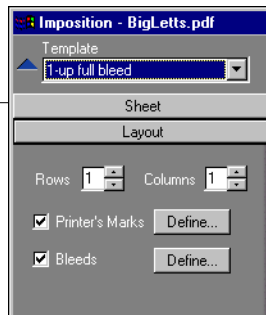 Imposition - BigLetts.pdf
Template
1-up full bleed
Sheet
Layout
Rows 1 Columns 1
Printer's Marks Define...
Bleeds Define...